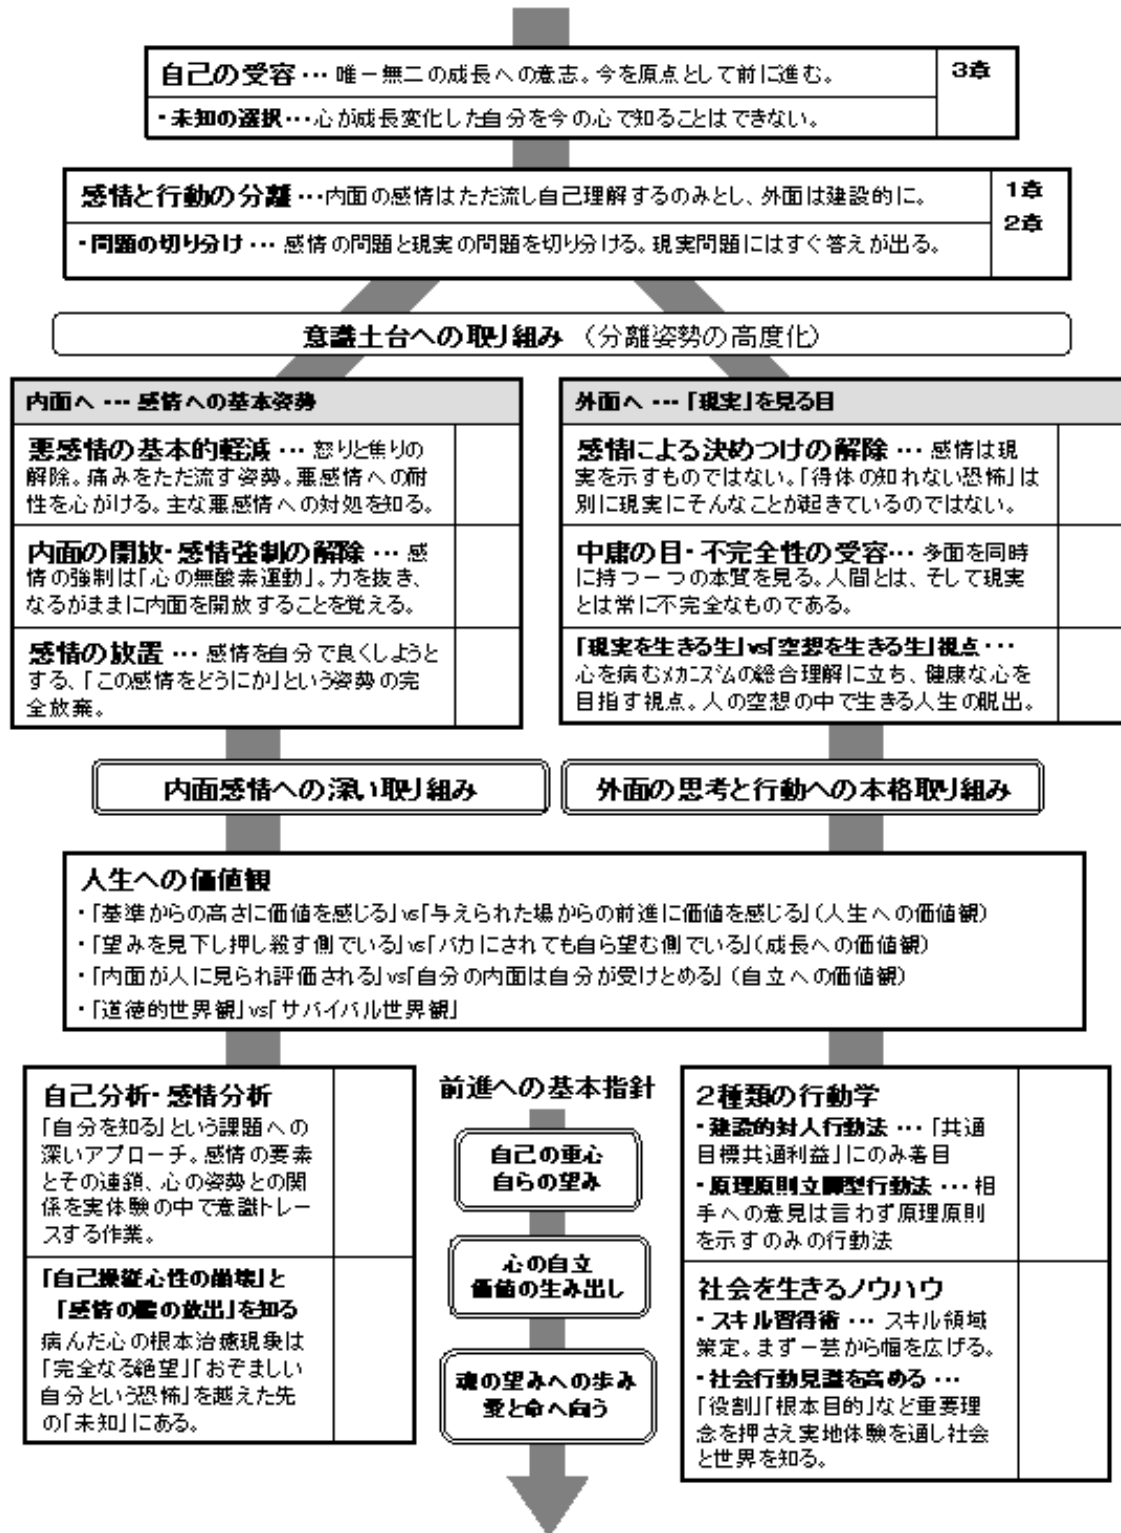 自己の受容 ・・・ 唯一無二の成長への意志。今を原点として前に進む。
3章
・未知の選択・・・心が成長変化した自分を今の心で知ることはできない。
感情と行動の分離 ・・・内面の感情はただ流し自己理解するのみとし、外面は建設的に。
1章
2章
・問題の切り分け ・・・ 感情の問題と現実の問題を切り分ける。現実問題にはすぐ答えが出る。
意識土台への取り組み （分離姿勢の高度化）
内面へ ・・・ 感情への基本姿勢
悪感情の基本的軽減 ・・・ 怒りと焦りの
解除。痛みをただ流す姿勢。悪感情への耐
性を心がける。主な悪感情への対処を知る。
内面の開放・感情強制の解除 ・・・ 感
情の強制は「心の無酸素運動」。力を抜き、
なるがままに内面を開放することを覚える。
感情の放置 ・・・ 感情を自分で良くしようと
する、「この感情をどうにか」という姿勢の完
全放棄。
外面へ ・・・ 「現実」を見る目
感情による決めつけの解除 ・・・ 感情は現
実を示すものではない。「得体の知れない恐怖」は
別に現実にそんなことが起きているのではない。
中庸の目・不完全性の受容・・・ 多面を同時
に持つ一つの本質を見る。人間とは、そして現実
とは常に不完全なものである。
「現実を生きる生」vs「空想を生きる生」視点 ・・・
心を病むメカニズムの総合理解に立ち、健康な心を
目指す視点。人の空想の中で生きる人生の脱出。
内面感情への深い取り組み
外面の思考と行動への本格取り組み
人生への価値観
・「基準からの高さに価値を感じる」vs「与えられた場からの前進に価値を感じる」（人生への価値観）
・「望みを見下し押し殺す側でいる」vs「バカにされても自ら望む側でいる」（成長への価値観）
・「内面が人に見られ評価される」vs「自分の内面は自分が受けとめる」（自立への価値観）
・「道徳的世界観」vs「サバイバル世界観」
自己分析・感情分析
「自分を知る」という課題への
深いアプローチ。感情の要素
とその連鎖、心の姿勢との関
係を実体験の中で意識トレー
スする作業。
「自己操縦心性の崩壊」と
「感情の膿の放出」を知る
病んだ心の根本治癒現象は
「完全なる絶望」「おぞましい
自分という恐怖」を越えた先
の「未知」にある。
前進への基本指針
自己の重心
自らの望み
心の自立
価値の生み出し
魂の望みへの歩み
愛と命へ向う
2種類の行動学
・建設的対人行動法 ・・・ 「共通
目標共通利益」にのみ着目
・原理原則立脚型行動法 ・・・ 相
手への意見は言わず原理原則
を示すのみの行動法
社会を生きるノウハウ
・スキル習得術 ・・・ スキル領域
策定。まず一芸から幅を広げる。
・社会行動見識を高める ・・・
「役割」「根本目的」など重要理
念を押さえ実地体験を通し社会
と世界を知る。